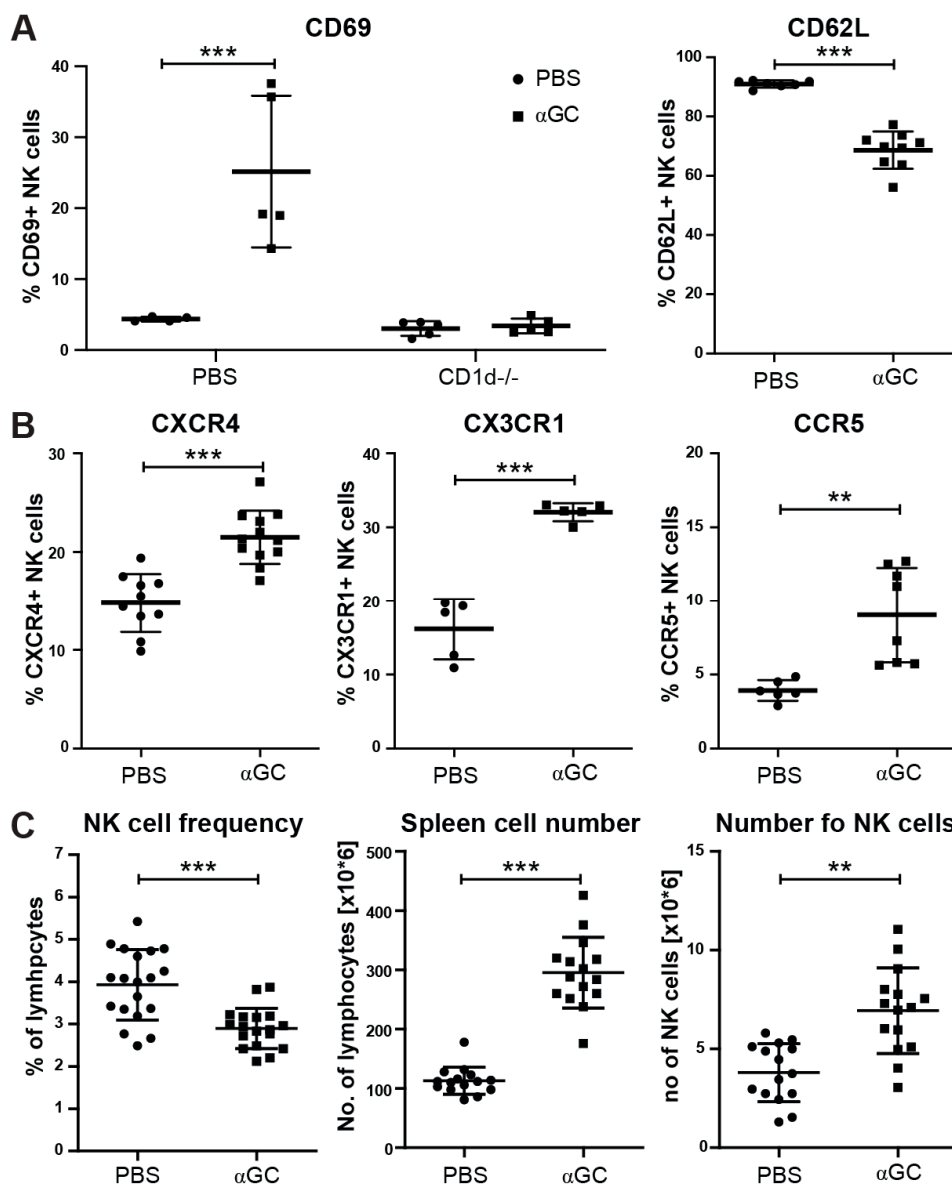 A
CD69
CD62L
***
***
% CD69+ NK cells
40
30
20
10
0
PBS
αGC
PBS
CD1d-/-
% CD62L+ NK cells
100
80
60
40
20
0
PBS
αGC
B
CXCR4
CX3CR1
CCR5
***
***
**
% CXCR4+ NK cells
30
20
10
0
PBS
αGC
% CX3CR1+ NK cells
40
30
20
10
0
PBS
αGC
% CCR5+ NK cells
20
15
10
5
0
PBS
αGC
C
NK cell frequency
Spleen cell number
Number fo NK cells
***
***
**
% of lymhpcytes
7
6
5
4
3
2
1
0
PBS
αGC
No. of lymphocytes [x10*6]
500
400
300
200
100
0
PBS
αGC
no of NK cells [x10*6]
15
10
5
0
PBS
αGC